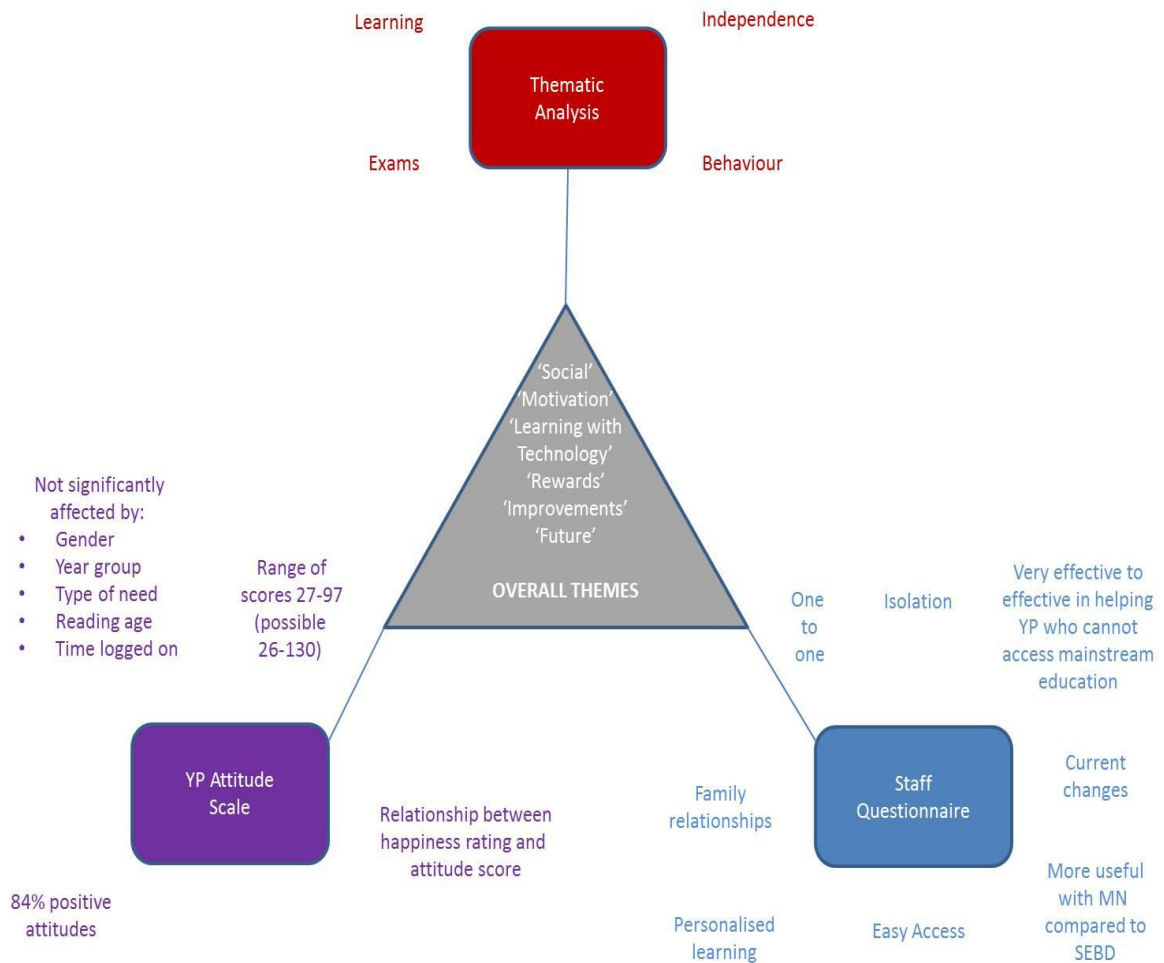 Learning
Independence
Thematic
Analysis
Exams
Behaviour
‘Social’
‘Motivation’
‘Learning with
Technology’
‘Rewards’
‘Improvements’
‘Future’
OVERALL THEMES
Not significantly
affected by:
• Gender
• Year group
• Type of need
• Reading age
• Time logged on
Range of
scores 27-97
(possible
26-130)
YP Attitude
Scale
Relationship between
happiness rating and
attitude score
84% positive
attitudes
One
to
one
Isolation
Very effective to
effective in helping
YP who cannot
access mainstream
education
Family
relationships
Staff
Questionnaire
Current
changes
Personalised
learning
Easy Access
More useful
with MN
compared to
SEBD